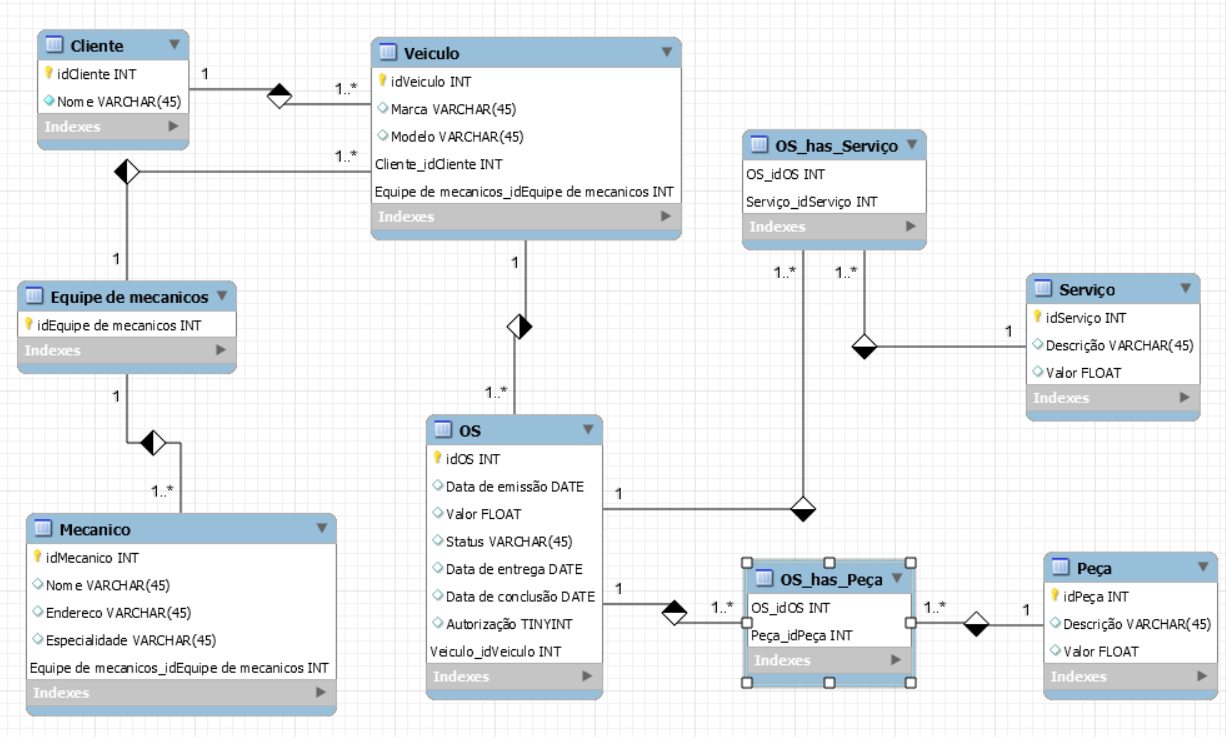 Cliente
idCliente INT
Nome VARCHAR(45)
Indexes
1
1..*
Veiculo
idVeiculo INT
Marca VARCHAR(45)
Modelo VARCHAR(45)
Cliente_idCliente INT
Equipe de mecanicos_idEquipe de mecanicos INT
Indexes
1..*
1
Equipe de mecanicos
idEquipe de mecanicos INT
Indexes
1
1..*
Mecanico
idMecanico INT
Nome VARCHAR(45)
Endereco VARCHAR(45)
Especialidade VARCHAR(45)
Equipe de mecanicos_idEquipe de mecanicos INT
Indexes
1
1..*
OS
idOS INT
Data de emissão DATE
Valor FLOAT
Status VARCHAR(45)
Data de entrega DATE
Data de conclusão DATE
Autorização TINYINT
Veiculo_idVeiculo INT
Indexes
OS_has_Serviço
OS_idOS INT
Serviço_idServiço INT
Indexes
1..*
1..*
1
1
Serviço
idServiço INT
Descrição VARCHAR(45)
Valor FLOAT
Indexes
1
1..*
OS_has_Peça
OS_idOS INT
Peça_idPeça INT
Indexes
1..*
1
Peça
idPeça INT
Descrição VARCHAR(45)
Valor FLOAT
Indexes